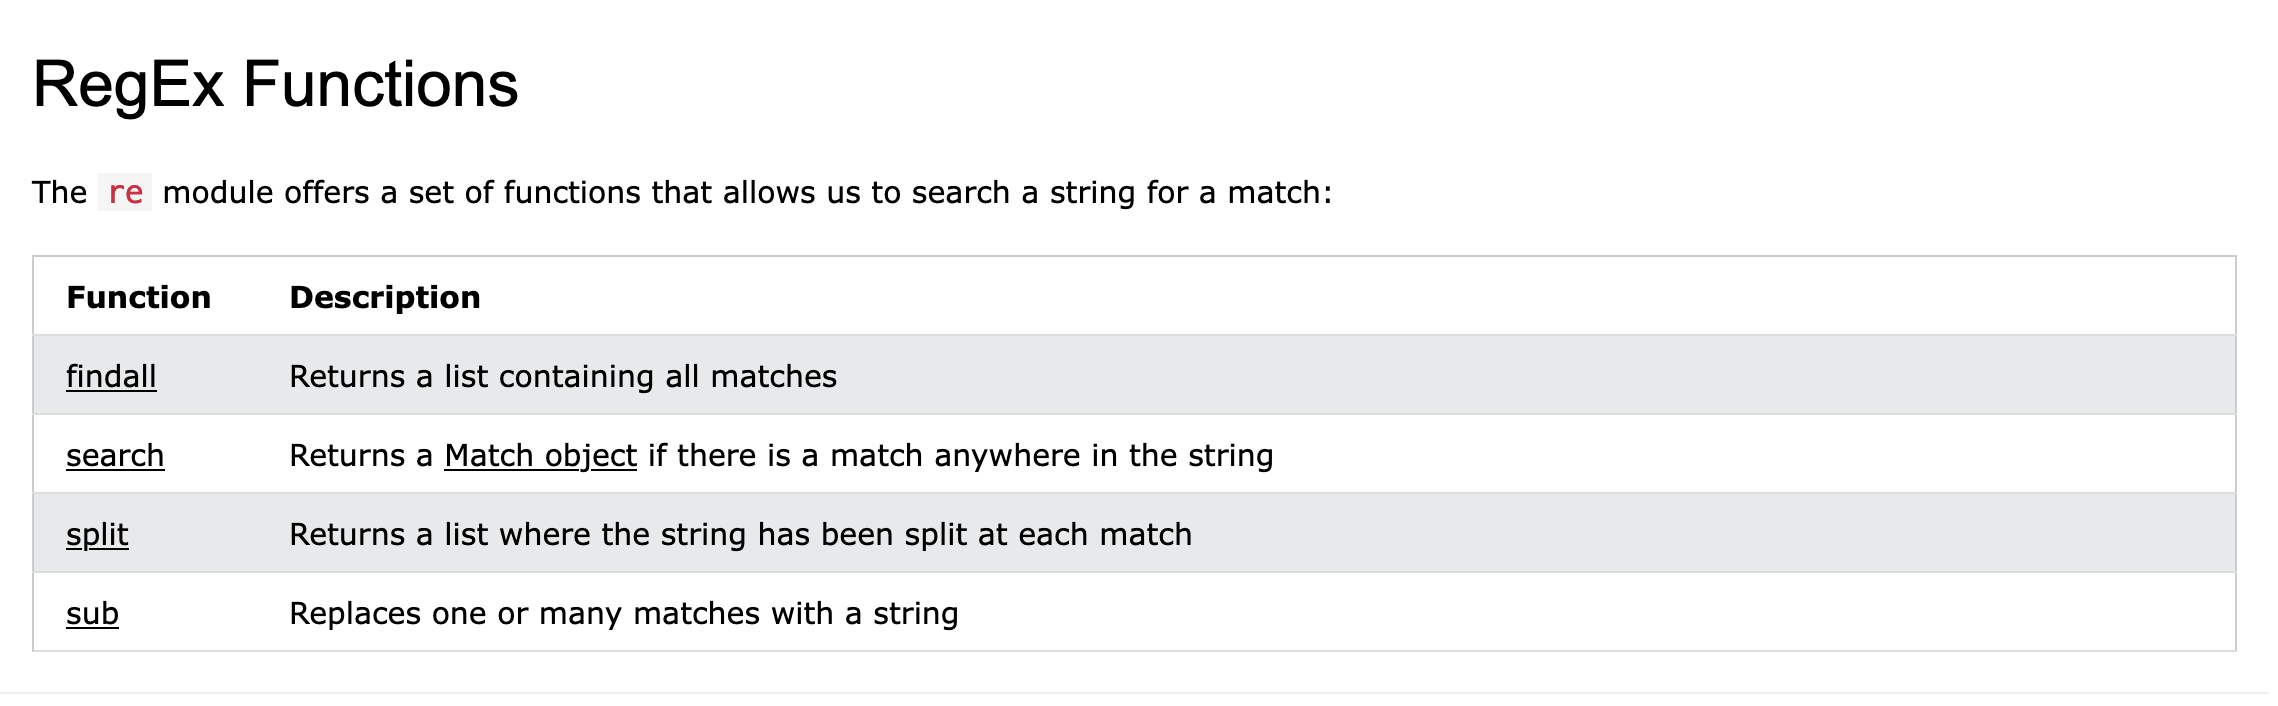 RegEx Functions
The re module offers a set of functions that allows us to search a string for a match:
Function Description
findall Returns a list containing all matches
search Returns a Match object if there is a match anywhere in the string
split Returns a list where the string has been split at each match
sub Replaces one or many matches with a string